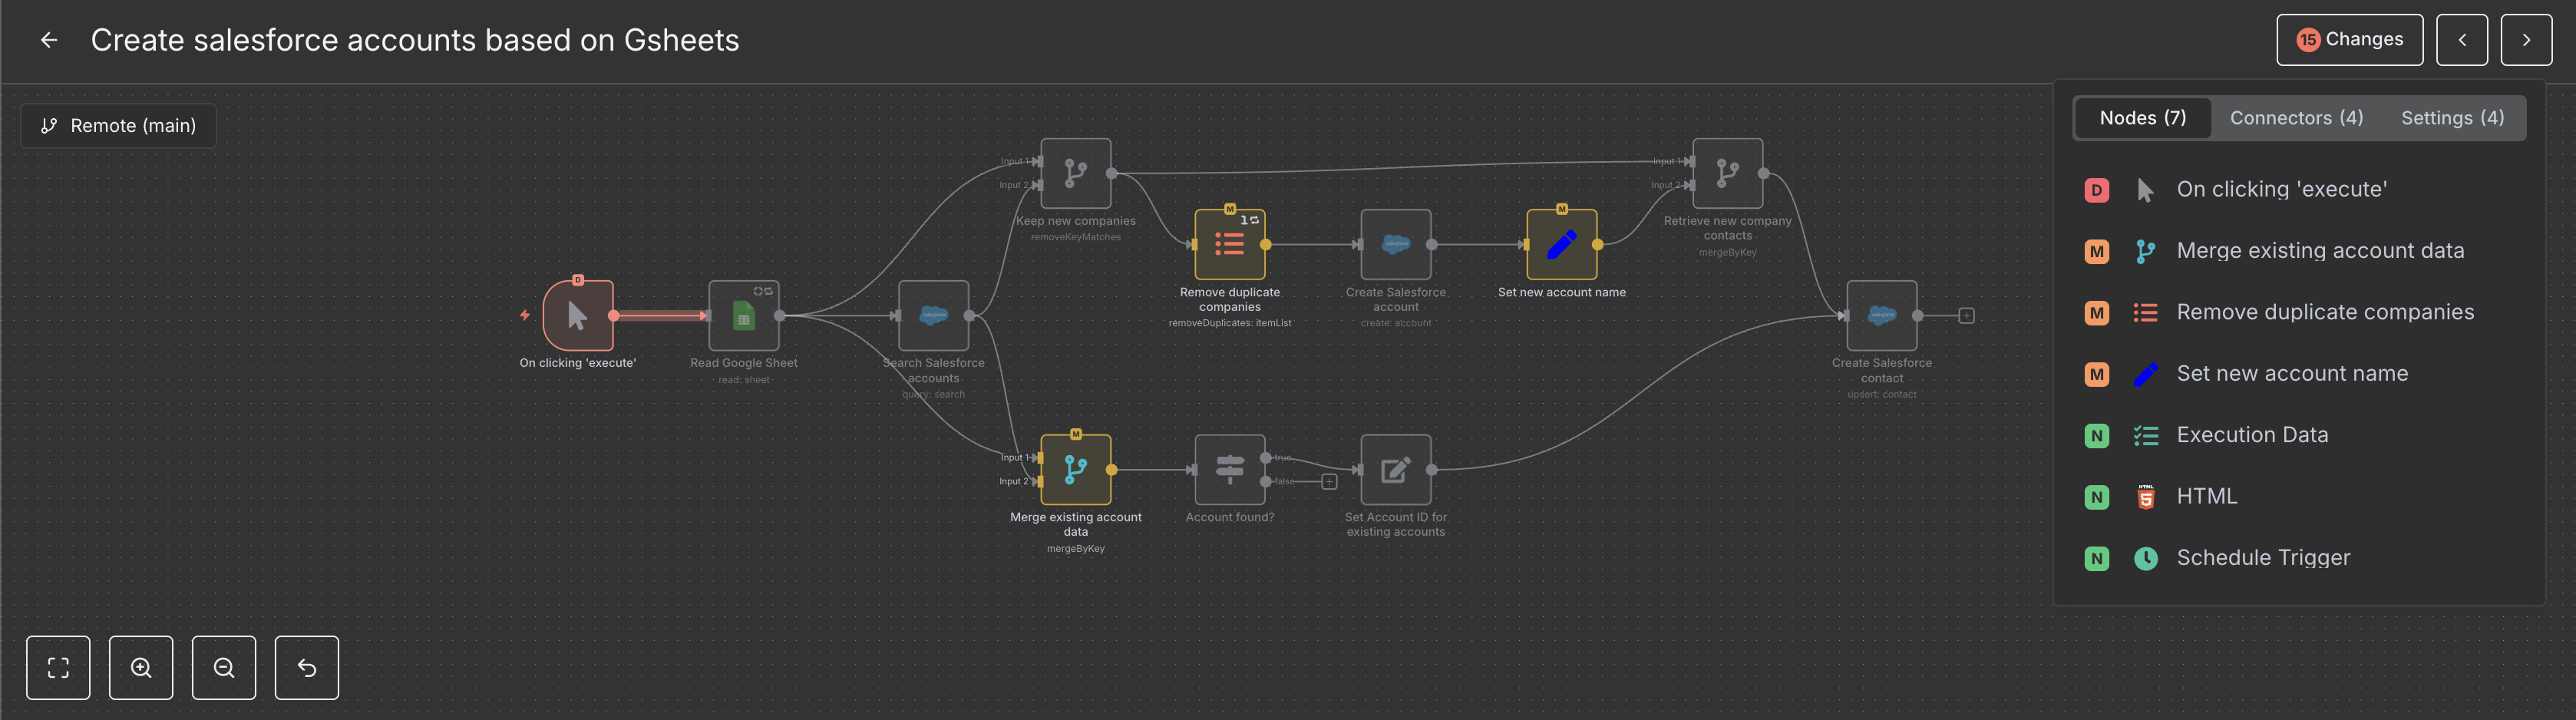 Create salesforce accounts based on Gsheets
15 Changes
Remote (main)
Nodes (7)
Connectors (4)
Settings (4)
D On clicking 'execute'
M Merge existing account data
M Remove duplicate companies
M Set new account name
N Execution Data
N HTML
N Schedule Trigger
D
On clicking 'execute'
Read Google Sheet
read: sheet
salesforce
Search Salesforce
accounts
query: search
Input 1
Input 2
Keep new companies
removeKeyMatches
M
1
Remove duplicate
companies
removeDuplicates: itemList
salesforce
Create Salesforce
account
create: account
M
Set new account name
Input 1
Input 2
Retrieve new company
contacts
mergeByKey
salesforce
Create Salesforce
contact
upsert: contact
M
Input 1
Input 2
Merge existing account
data
mergeByKey
true
false
Account found?
Set Account ID for
existing accounts